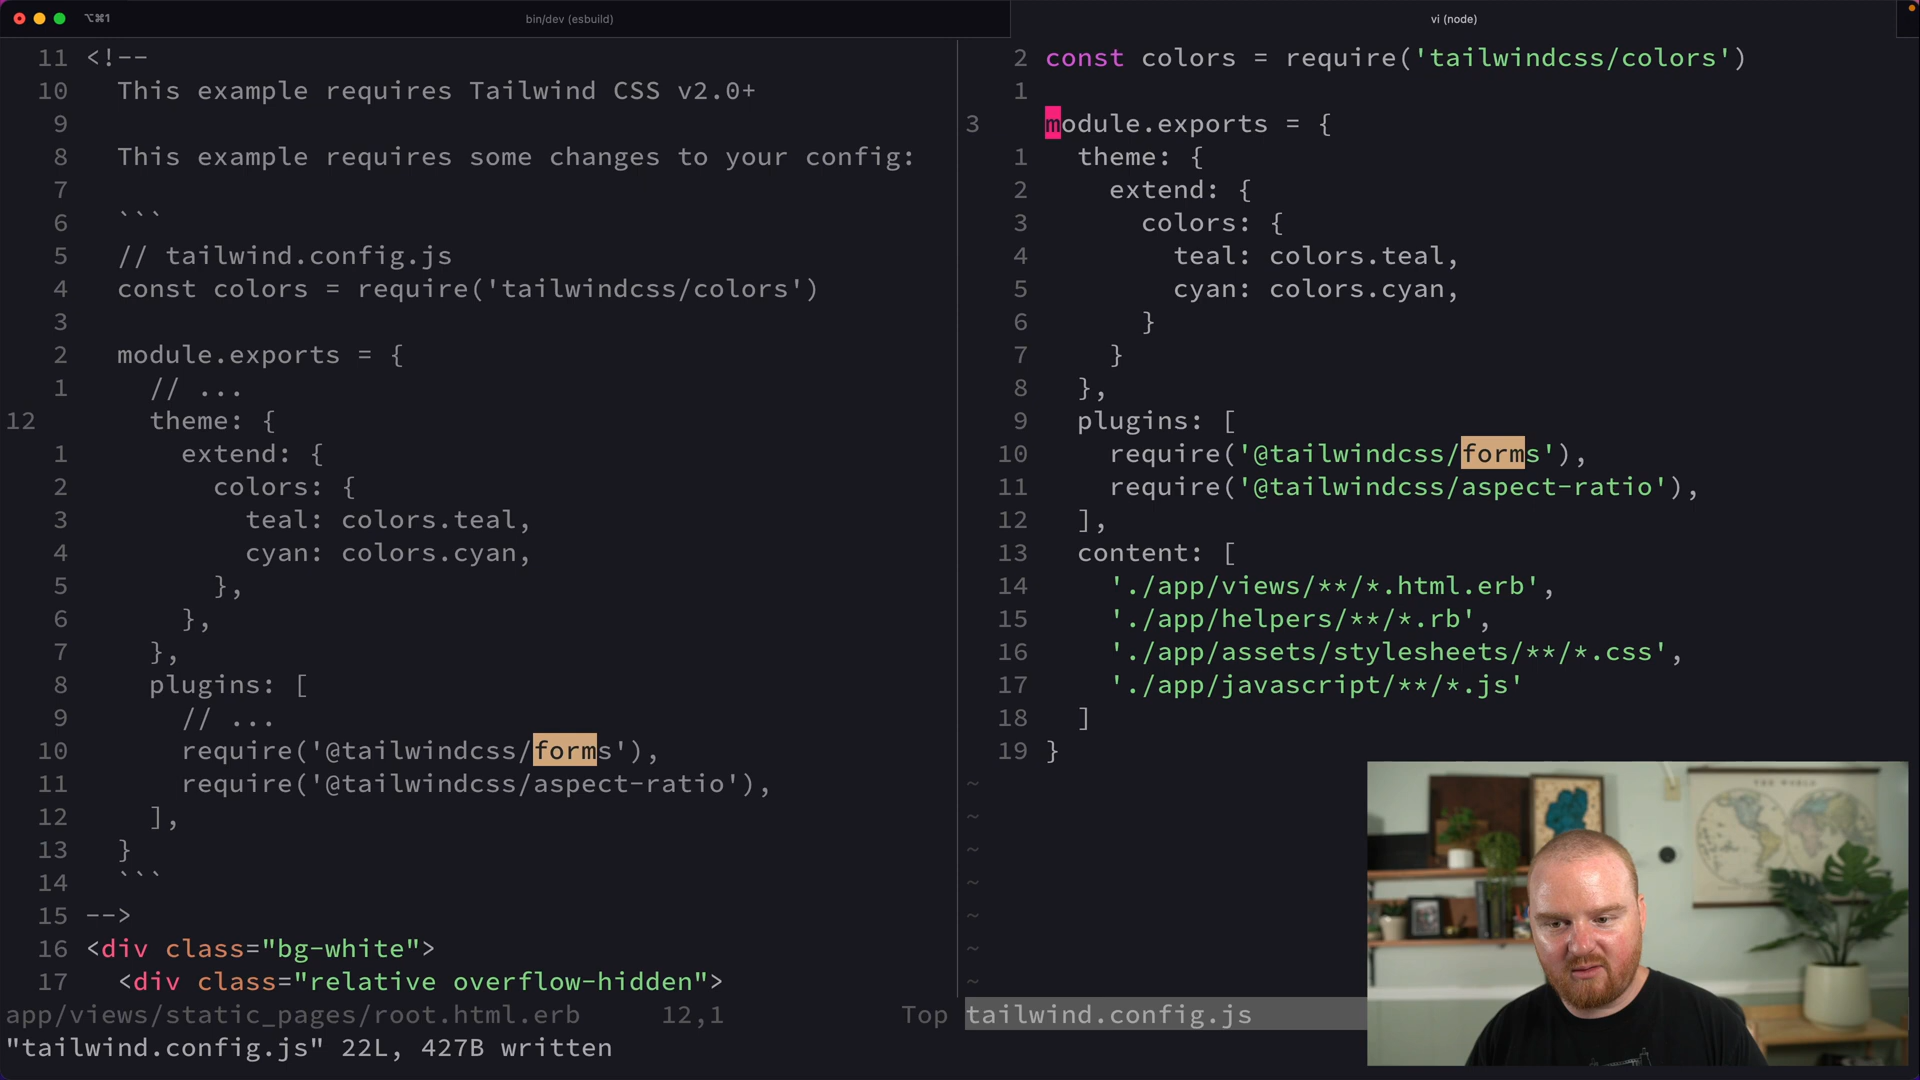 ⌥⌘1
bin/dev (esbuild)
vi (node)
11 <!--
10 This example requires Tailwind CSS v2.0+
9
8 This example requires some changes to your config:
7
6 ```
5 // tailwind.config.js
4 const colors = require('tailwindcss/colors')
3
2 module.exports = {
1 // ...
12 theme: {
1 extend: {
2 colors: {
3 teal: colors.teal,
4 cyan: colors.cyan,
5 },
6 },
7 },
8 plugins: [
9 // ...
10 require('@tailwindcss/forms'),
11 require('@tailwindcss/aspect-ratio'),
12 ],
13 }
14 ```
15 -->
16 <div class="bg-white">
17 <div class="relative overflow-hidden">
app/views/static_pages/root.html.erb 12,1 Top
"tailwind.config.js" 22L, 427B written
2 const colors = require('tailwindcss/colors')
1
3 module.exports = {
1 theme: {
2 extend: {
3 colors: {
4 teal: colors.teal,
5 cyan: colors.cyan,
6 }
7 }
8 },
9 plugins: [
10 require('@tailwindcss/forms'),
11 require('@tailwindcss/aspect-ratio'),
12 ],
13 content: [
14 './app/views/**/*.html.erb',
15 './app/helpers/**/*.rb',
16 './app/assets/stylesheets/**/*.css',
17 './app/javascript/**/*.js'
18 ]
19 }
~
~
~
~
~
~
~
tailwind.config.js
THE WORLD